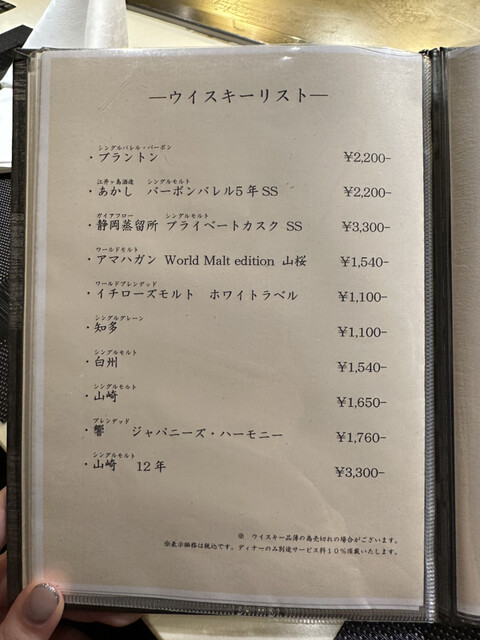 ―ウイスキーリスト―
シングルバレル・バーボン
・ブラントン ¥2,200-
江井ヶ島酒造 シングルモルト
・あかし バーボンバレル5年SS ¥2,200-
ガイアフロー シングルモルト
・静岡蒸留所 プライベートカスク SS ¥3,300-
ワールドモルト
・アマハガン World Malt edition 山桜 ¥1,540-
ワールドブレンデッド
・イチローズモルト ホワイトラベル ¥1,100-
シングルグレーン
・知多 ¥1,100-
シングルモルト
・白州 ¥1,540-
シングルモルト
・山崎 ¥1,650-
ブレンデッド
・響 ジャパニーズ・ハーモニー ¥1,760-
シングルモルト
・山崎 12年 ¥3,300-
※ ウイスキー品薄の為売切れの場合がございます。
※表示価格は税込です。ディナーのみ別途サービス料10%頂戴いたします。